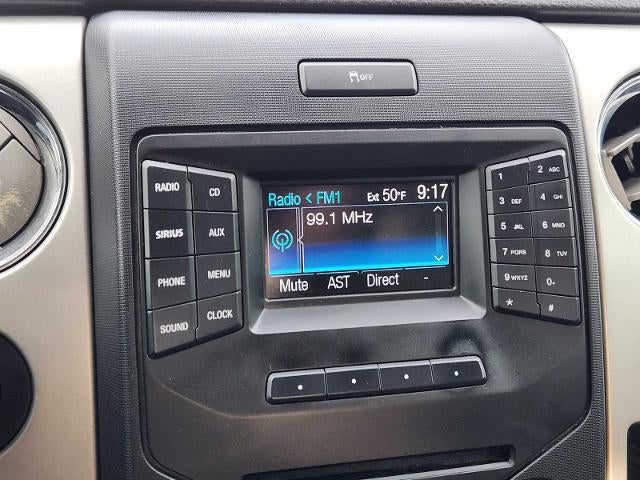 OFF
RADIO
CD
SIRIUS
AUX
PHONE
MENU
SOUND
CLOCK
Radio < FM1 Ext 50°F 9:17
99.1 MHz
Mute AST Direct -
1
2 ABC
3 DEF
4 GHI
5 JKL
6 MNO
7 PQRS
8 TUV
9 WXYZ
0
*
#